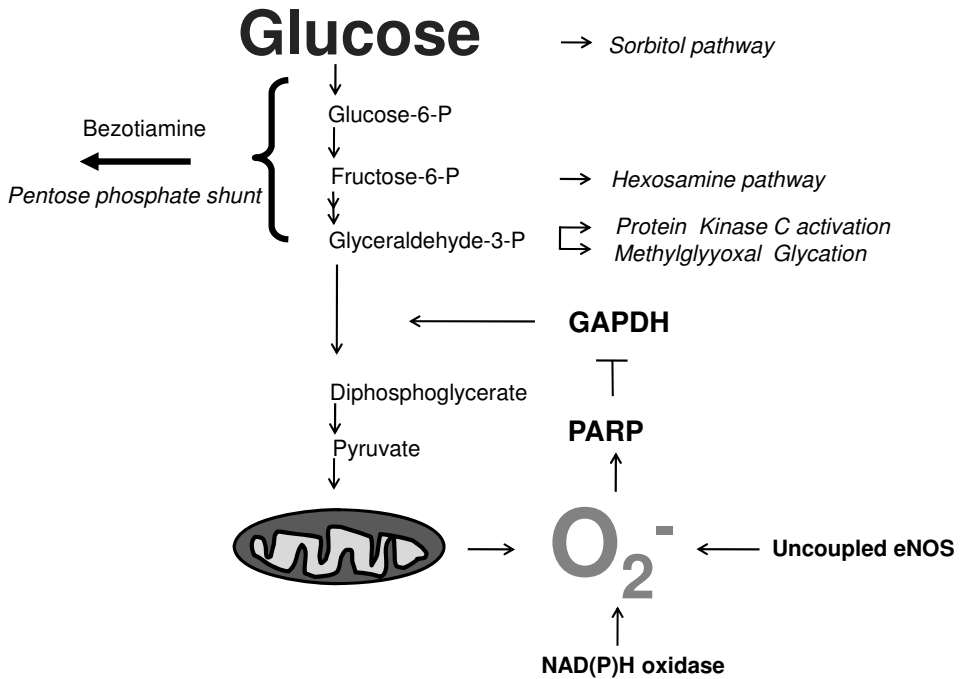 Glucose
Sorbitol pathway
Glucose-6-P
Bezotiamine
Pentose phosphate shunt
Fructose-6-P
Hexosamine pathway
Glyceraldehyde-3-P
Protein Kinase C activation
Methylglyyoxal Glycation
GAPDH
Diphosphoglycerate
PARP
Pyruvate
O₂⁻
Uncoupled eNOS
NAD(P)H oxidase